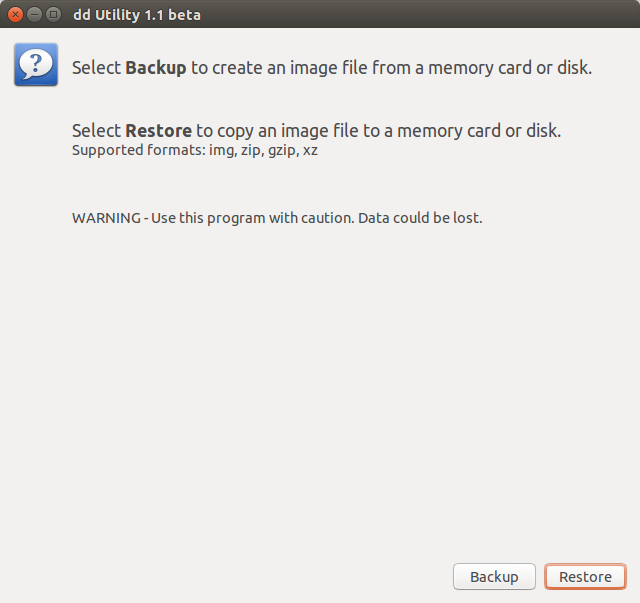 dd Utility 1.1 beta
Select Backup to create an image file from a memory card or disk.
Select Restore to copy an image file to a memory card or disk.
Supported formats: img, zip, gzip, xz
WARNING - Use this program with caution. Data could be lost.
Backup Restore